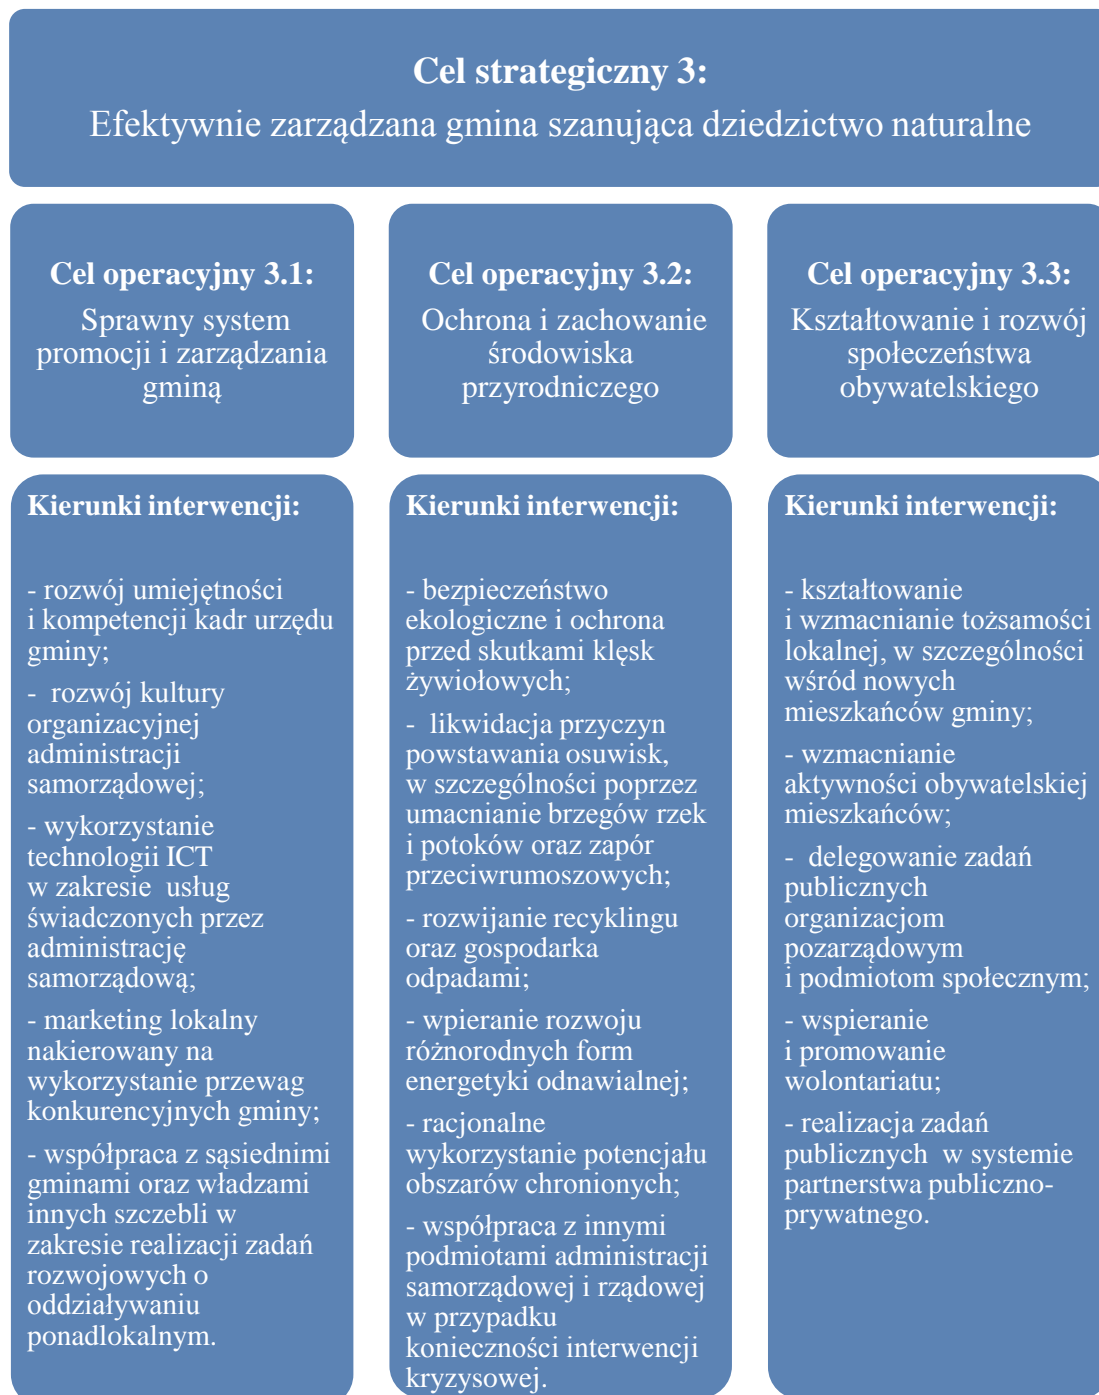 Cel strategiczny 3:
Efektywnie zarządzana gmina szanująca dziedzictwo naturalne
Cel operacyjny 3.1:
Sprawny system
promocji i zarządzania
gminą
Cel operacyjny 3.2:
Ochrona i zachowanie
środowiska
przyrodniczego
Cel operacyjny 3.3:
Kształtowanie i rozwój
społeczeństwa
obywatelskiego
Kierunki interwencji:
- rozwój umiejętności
i kompetencji kadr urzędu
gminy;
- rozwój kultury
organizacyjnej
administracji
samorządowej;
- wykorzystanie
technologii ICT
w zakresie usług
świadczonych przez
administrację
samorządową;
- marketing lokalny
nakierowany na
wykorzystanie przewag
konkurencyjnych gminy;
- współpraca z sąsiednimi
gminami oraz władzami
innych szczebli w
zakresie realizacji zadań
rozwojowych o
oddziaływaniu
ponadlokalnym.
Kierunki interwencji:
- bezpieczeństwo
ekologiczne i ochrona
przed skutkami klęsk
żywiołowych;
- likwidacja przyczyn
powstawania osuwisk,
w szczególności poprzez
umacnianie brzegów rzek
i potoków oraz zapór
przeciwrumoszowych;
- rozwijanie recyklingu
oraz gospodarka
odpadami;
- wpieranie rozwoju
różnorodnych form
energetyki odnawialnej;
- racjonalne
wykorzystanie potencjału
obszarów chronionych;
- współpraca z innymi
podmiotami administracji
samorządowej i rządowej
w przypadku
konieczności interwencji
kryzysowej.
Kierunki interwencji:
- kształtowanie
i wzmacnianie tożsamości
lokalnej, w szczególności
wśród nowych
mieszkańców gminy;
- wzmacnianie
aktywności obywatelskiej
mieszkańców;
- delegowanie zadań
publicznych
organizacjom
pozarządowym
i podmiotom społecznym;
- wspieranie
i promowanie
wolontariatu;
- realizacja zadań
publicznych w systemie
partnerstwa publiczno-
prywatnego.